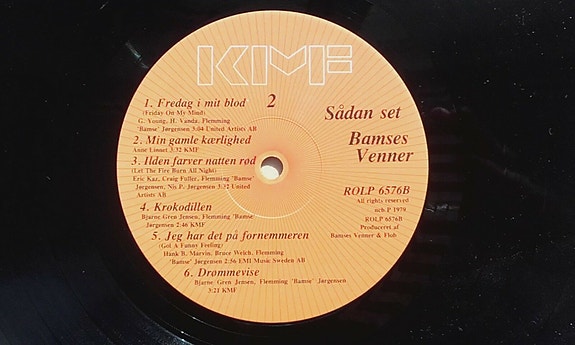 KMF
2
1. Fredag i mit blod
(Friday On My Mind)
G. Young, H. Vanda, Flemming
'Bamse' Jørgensen 3:04 United Artists AB
2. Min gamle kærlighed
Anne Linnet 3:32 KMF
3. Ilden farver natten rød
(Let The Fire Burn All Night)
Eric Kaz, Craig Fuller, Flemming 'Bamse'
Jørgensen, Nis P. Jørgensen 3:32 United
Artists AB
4. Krokodillen
Bjarne Gren Jensen, Flemming 'Bamse'
Jørgensen 2:46 KMF
5. Jeg har det på fornemmeren
(Got A Funny Feeling)
Hank B. Marvin, Bruce Welch, Flemming
'Bamse' Jørgensen 2:56 EMI Music Sweden AB
6. Drømmevise
Bjarne Gren Jensen, Flemming 'Bamse' Jørgensen
3:21 KMF
Sådan set
Bamses
Venner
ROLP 6576B
All rights reserved
ncb P 1979
ROLP 6576B
Produceret af
Bamses Venner & Flob